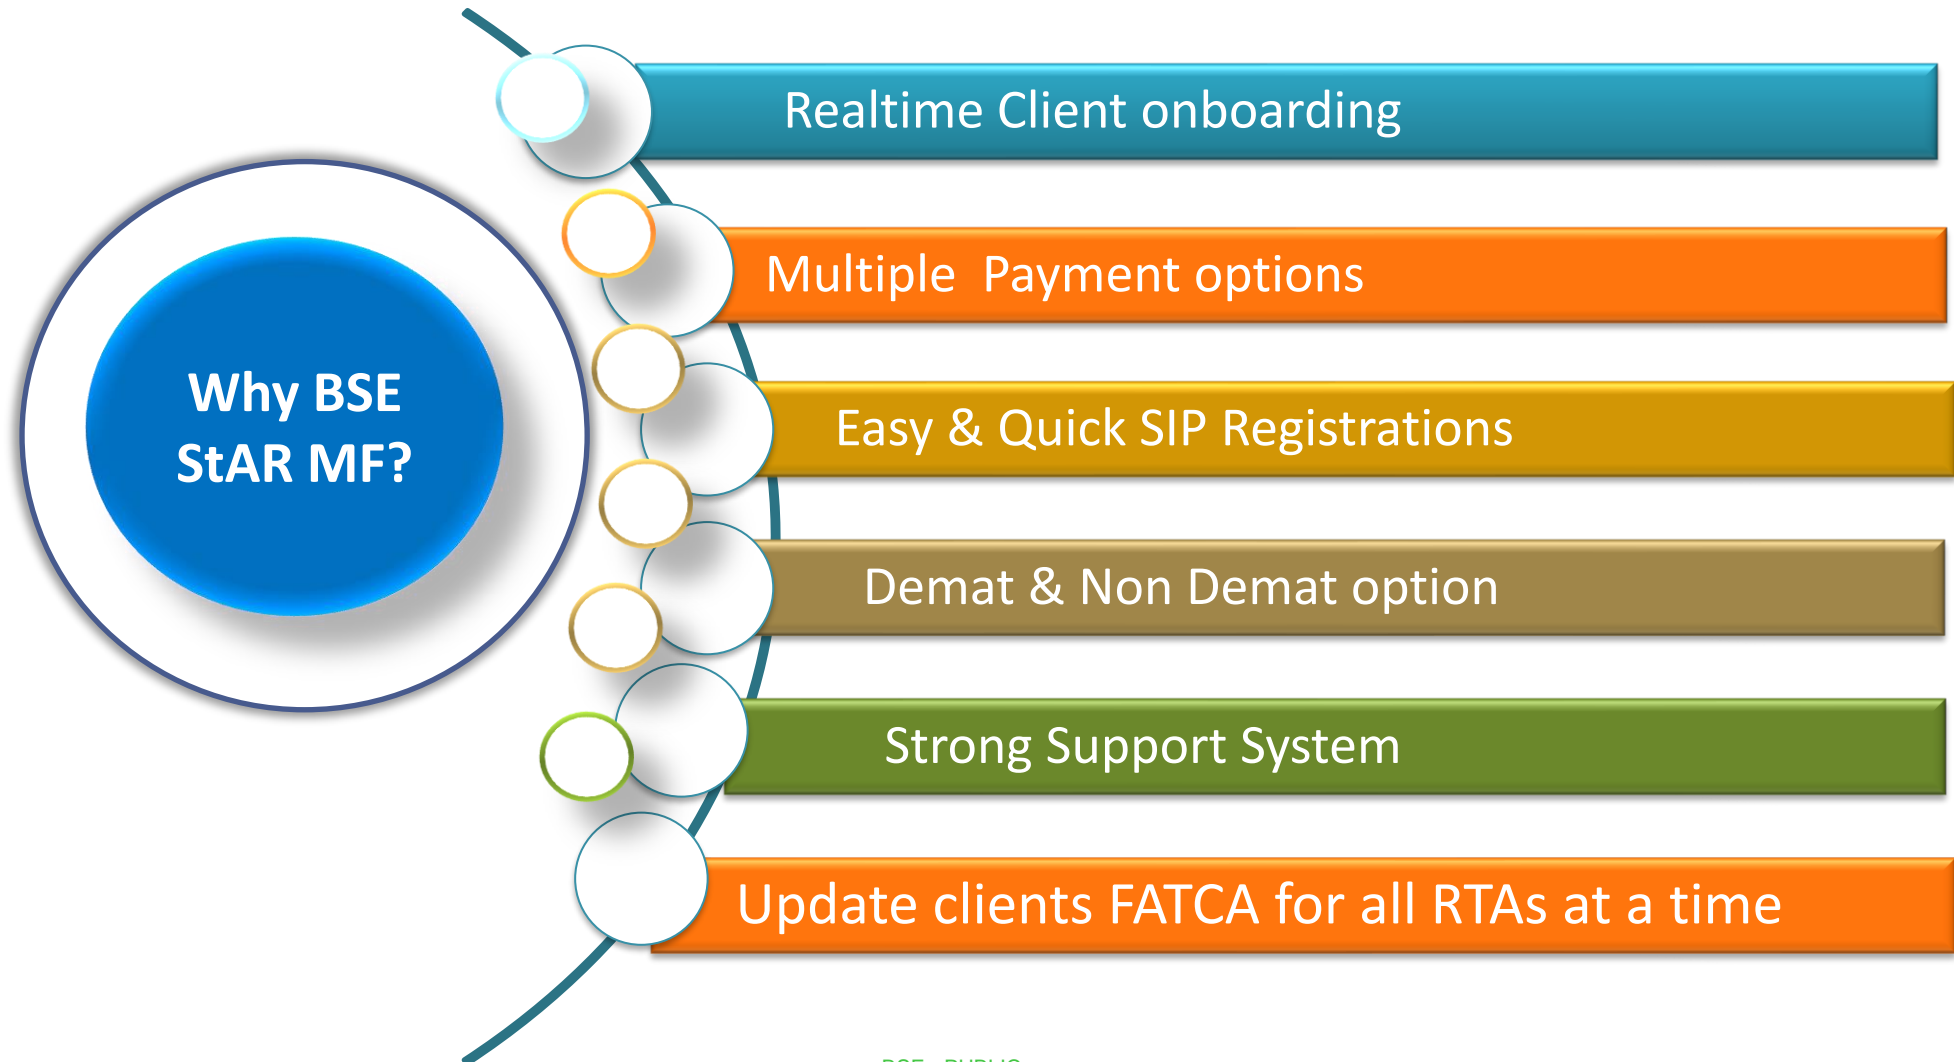 Why BSE
StAR MF?
Realtime Client onboarding
Multiple  Payment options
Easy & Quick SIP Registrations
Demat & Non Demat option
Strong Support System
Update clients FATCA for all RTAs at a time